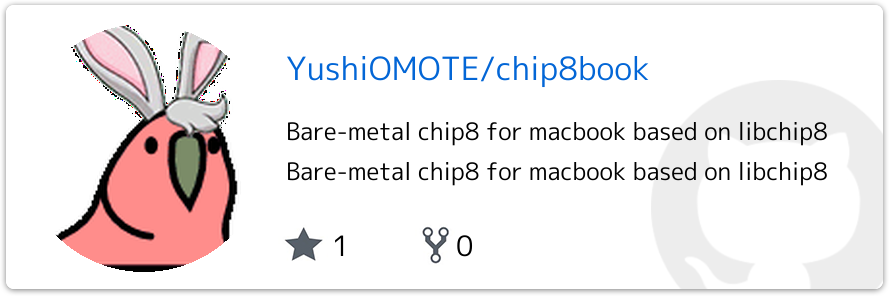 YushiOMOTE/chip8book
Bare-metal chip8 for macbook based on libchip8
Bare-metal chip8 for macbook based on libchip8
1 0